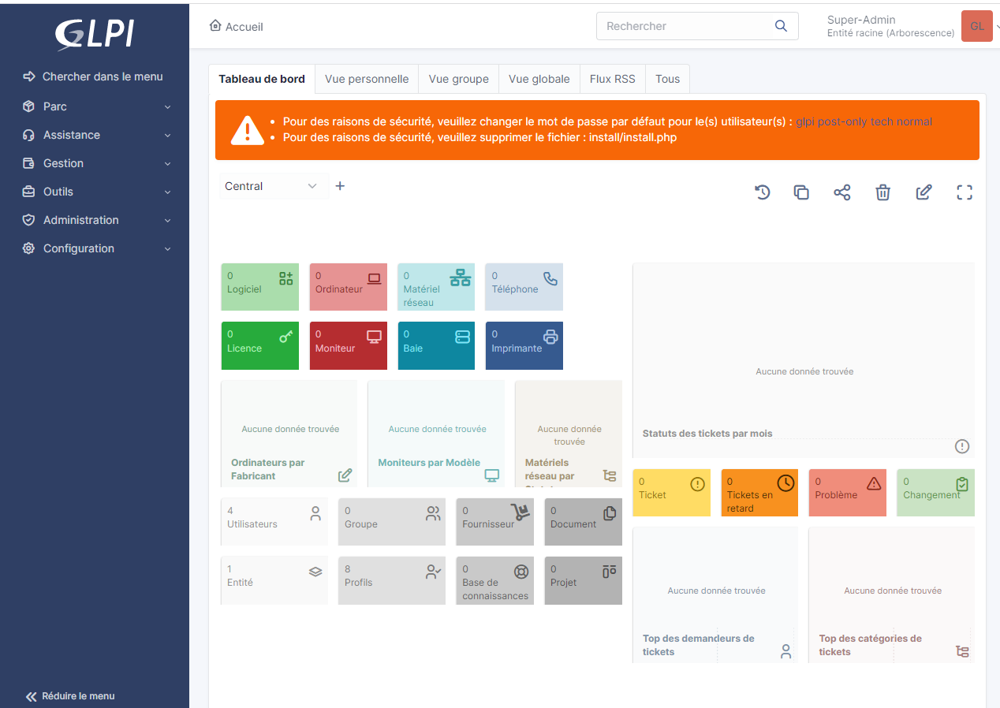 GLPI
Chercher dans le menu
Parc
Assistance
Gestion
Outils
Administration
Configuration
Réduire le menu
Accueil
Rechercher
Super-Admin
Entité racine (Arborescence)
GL
Tableau de bord
Vue personnelle
Vue groupe
Vue globale
Flux RSS
Tous
Pour des raisons de sécurité, veuillez changer le mot de passe par défaut pour le(s) utilisateur(s) : glpi post-only tech normal
Pour des raisons de sécurité, veuillez supprimer le fichier : install/install.php
Central
0
Logiciel
0
Ordinateur
0
Matériel
réseau
0
Téléphone
0
Licence
0
Moniteur
0
Baie
0
Imprimante
Aucune donnée trouvée
Ordinateurs par
Fabricant
Aucune donnée trouvée
Moniteurs par Modèle
Aucune donnée
trouvée
Matériels
réseau par
4
Utilisateurs
0
Groupe
0
Fournisseur
0
Document
1
Entité
8
Profils
0
Base de
connaissances
0
Projet
Aucune donnée trouvée
Statuts des tickets par mois
0
Ticket
0
Tickets en
retard
0
Problème
0
Changement
Aucune donnée trouvée
Top des demandeurs de
tickets
Aucune donnée trouvée
Top des catégories de
tickets